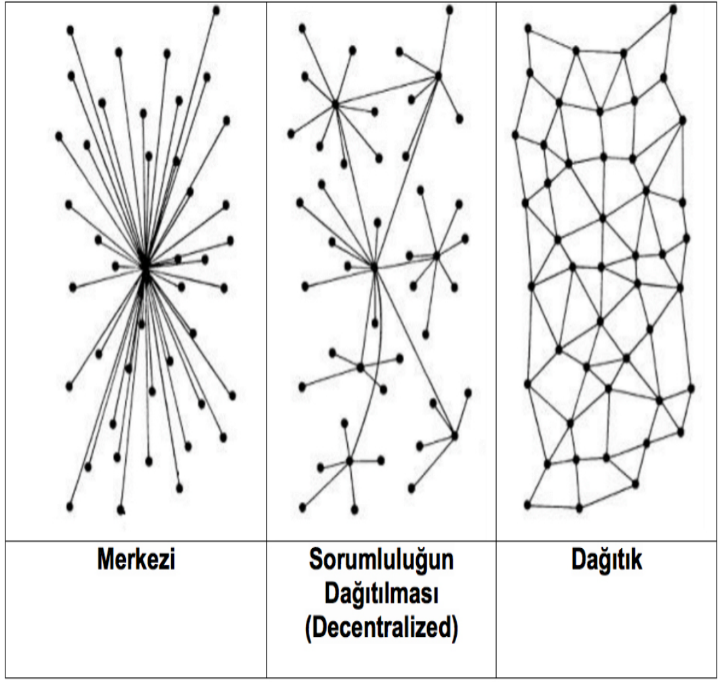 Merkezi
Sorumluluğun
Dağıtılması
(Decentralized)
Dağıtık